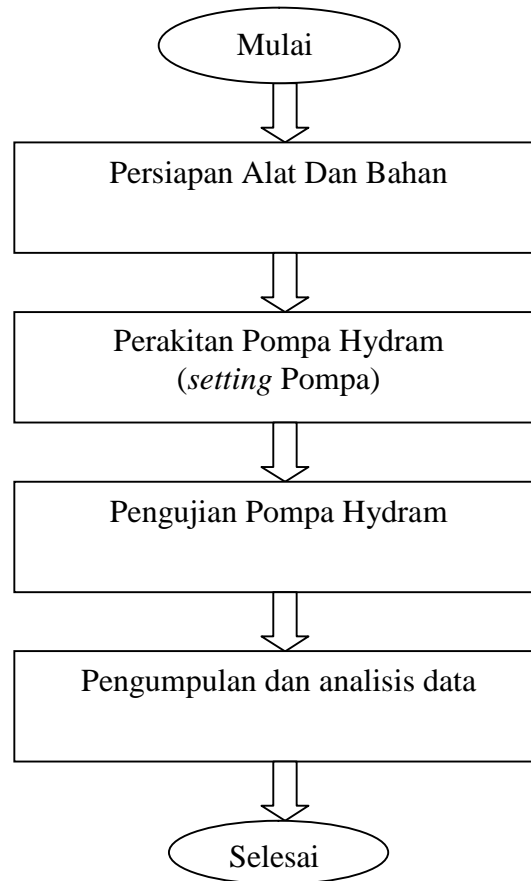 Mulai
Persiapan Alat Dan Bahan
Perakitan Pompa Hydram
(setting Pompa)
Pengujian Pompa Hydram
Pengumpulan dan analisis data
Selesai